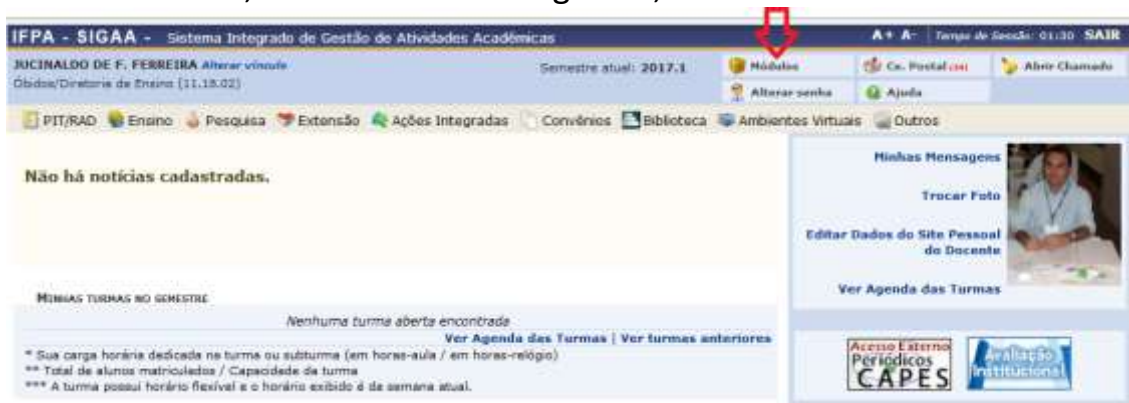 IFPA - SIGAA - Sistema Integrado de Gestão de Atividades Acadêmicas A+ A- Tempo de Sessão: 01:30 SAIR
JUCINALDO DE F. FERREIRA Alterar vínculo Semestre atual: 2017.1 Módulos Cx. Postal Abrir Chamado
Óbidos/Diretoria de Ensino (11.18.02) Alterar senha Ajuda
PIT/RAD Ensino Pesquisa Extensão Ações Integradas Convênios Biblioteca Ambientes Virtuais Outros
Minhas Mensagens
Não há notícias cadastradas.
Trocar Foto
Editar Dados do Site Pessoal
do Docente
Ver Agenda das Turmas
MINHAS TURMAS NO SEMESTRE
Nenhuma turma aberta encontrada
Ver Agenda das Turmas | Ver turmas anteriores
* Sua carga horária dedicada na turma ou subturma (em horas-aula / em horas-relógio)
** Total de alunos matriculados / Capacidade da turma
*** A turma possui horário flexível e o horário exibido é da semana atual.
Acesso Externo
Periódicos
CAPES
Avaliação
Institucional